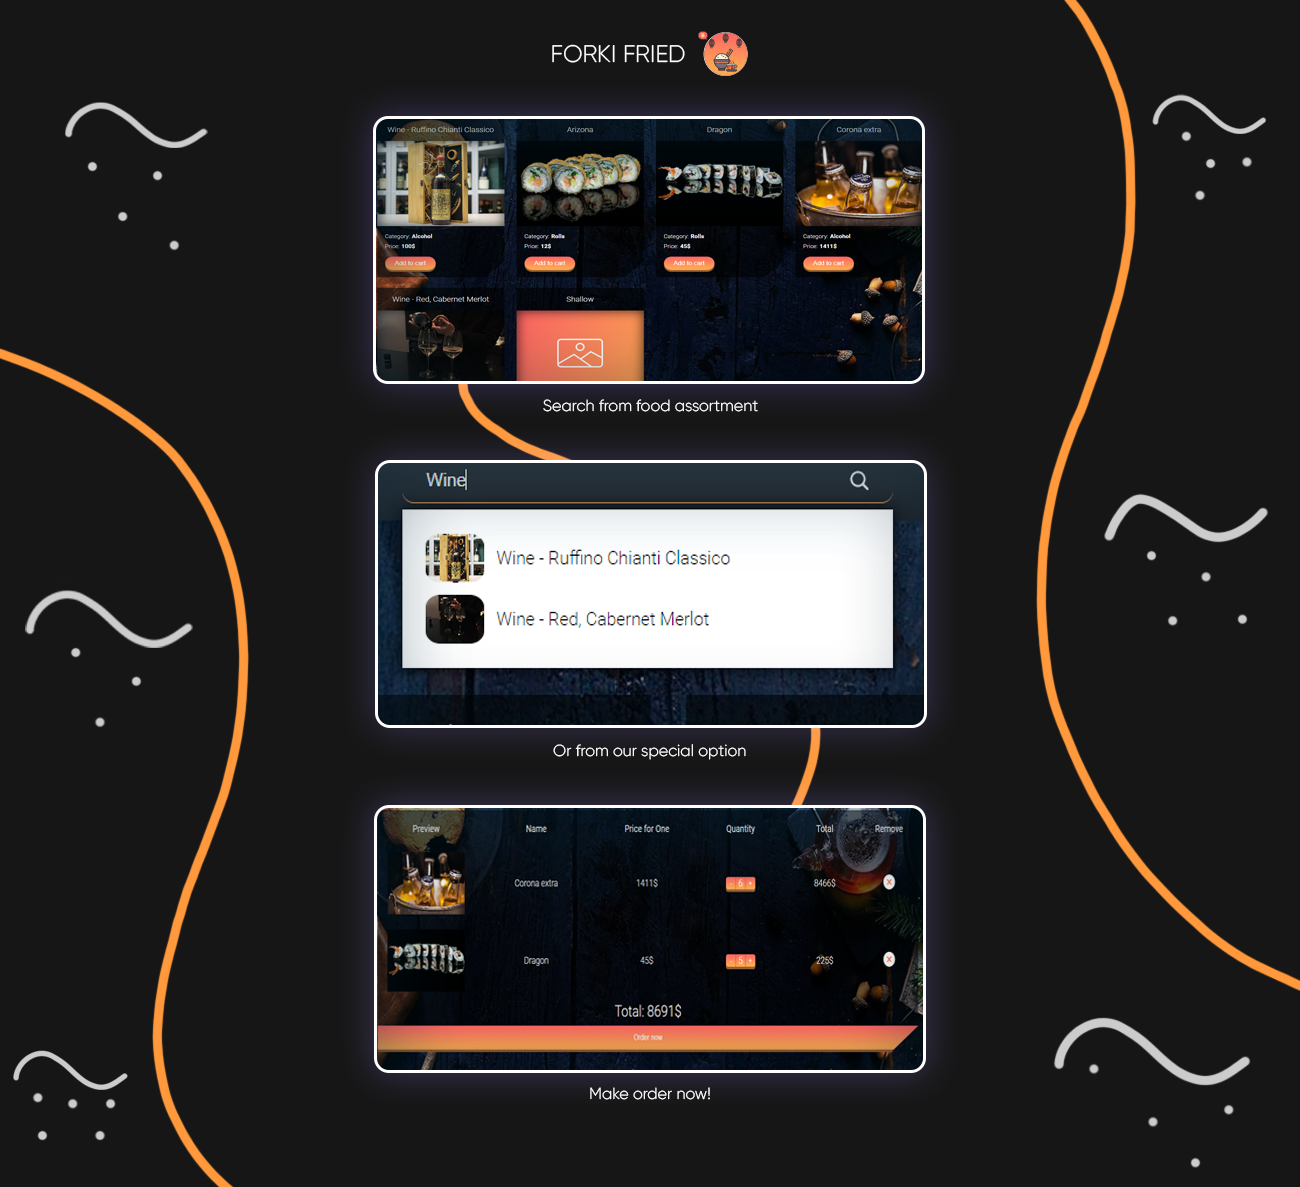 FORKI FRIED
Wine - Ruffino Chianti Classico
Arizona
Dragon
Corona extra
Category: Alcohol
Price: 100$
Add to cart
Category: Rolls
Price: 12$
Add to cart
Category: Rolls
Price: 45$
Add to cart
Category: Alcohol
Price: 1411$
Add to cart
Wine - Red, Cabernet Merlot
Shallow
Search from food assortment
Wine
Wine - Ruffino Chianti Classico
Wine - Red, Cabernet Merlot
Or from our special option
Preview Name Price for One Quantity Total Remove
Corona extra 1411$ - 6 + 8466$ X
Dragon 45$ - 5 + 225$ X
Total: 8691$
Order now
Make order now!